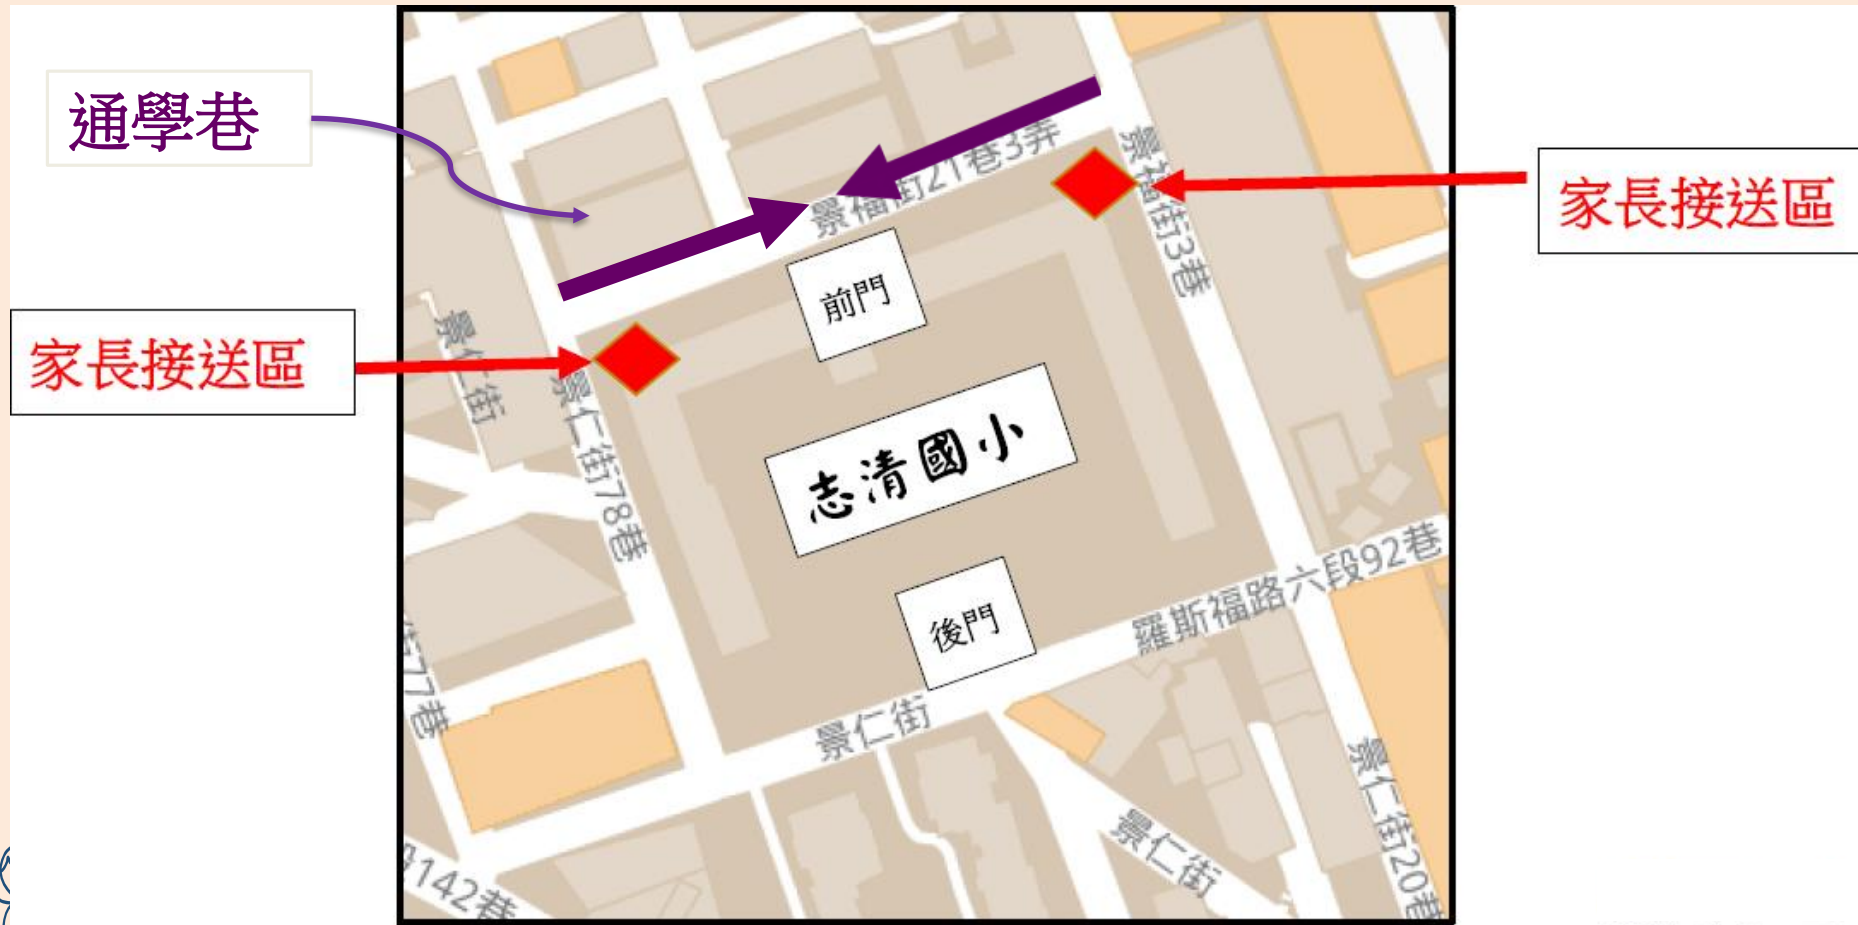 通學巷
景福街21巷3弄
景福街3巷
家長接送區
前門
家長接送區
景仁街
景仁街78巷
志清國小
後門
羅斯福路六段92巷
街77巷
景仁街
景仁街
景仁街20巷
142巷